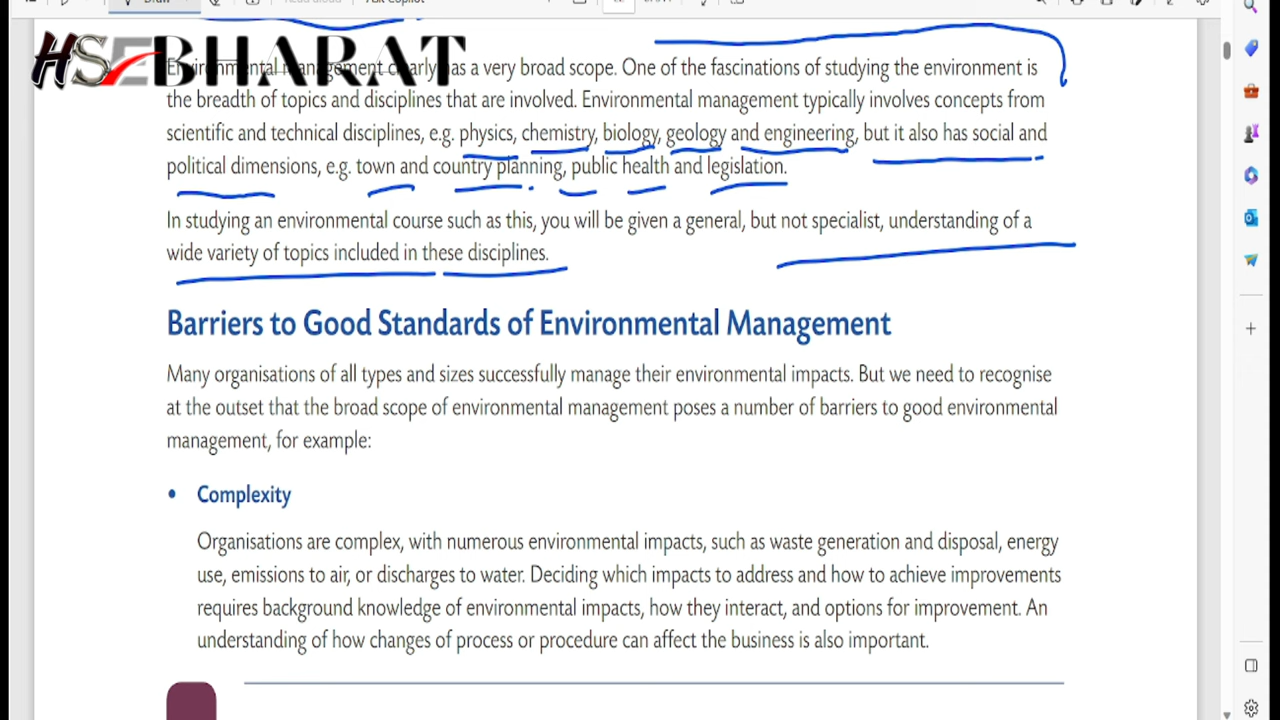 HSE BHARAT
Environmental management clearly has a very broad scope. One of the fascinations of studying the environment is
the breadth of topics and disciplines that are involved. Environmental management typically involves concepts from
scientific and technical disciplines, e.g. physics, chemistry, biology, geology and engineering, but it also has social and
political dimensions, e.g. town and country planning, public health and legislation.
In studying an environmental course such as this, you will be given a general, but not specialist, understanding of a
wide variety of topics included in these disciplines.
Barriers to Good Standards of Environmental Management
Many organisations of all types and sizes successfully manage their environmental impacts. But we need to recognise
at the outset that the broad scope of environmental management poses a number of barriers to good environmental
management, for example:
• Complexity
Organisations are complex, with numerous environmental impacts, such as waste generation and disposal, energy
use, emissions to air, or discharges to water. Deciding which impacts to address and how to achieve improvements
requires background knowledge of environmental impacts, how they interact, and options for improvement. An
understanding of how changes of process or procedure can affect the business is also important.